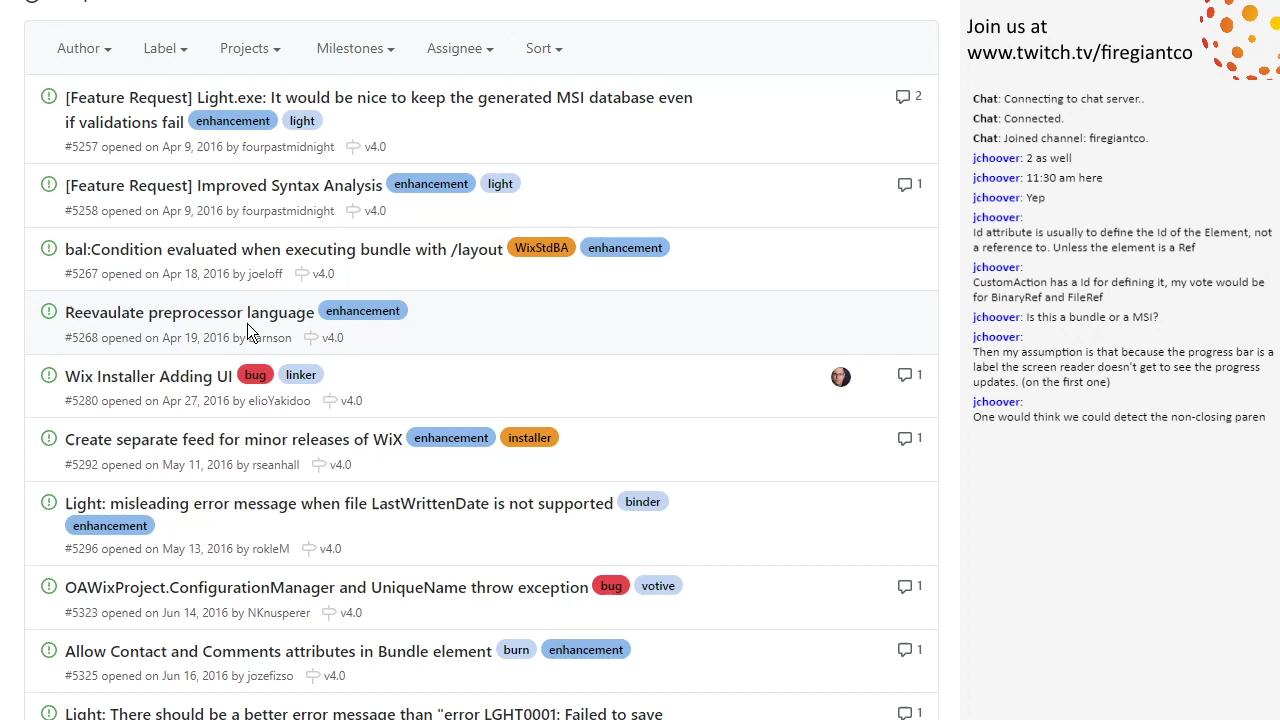 Author
Label
Projects
Milestones
Assignee
Sort
[Feature Request] Light.exe: It would be nice to keep the generated MSI database even
if validations fail enhancement light
2
#5257 opened on Apr 9, 2016 by fourpastmidnight v4.0
[Feature Request] Improved Syntax Analysis enhancement light
1
#5258 opened on Apr 9, 2016 by fourpastmidnight v4.0
bal:Condition evaluated when executing bundle with /layout WixStdBA enhancement
#5267 opened on Apr 18, 2016 by joeloff v4.0
Reevaulate preprocessor language enhancement
#5268 opened on Apr 19, 2016 by v4.0
Wix Installer Adding UI bug linker
1
#5280 opened on Apr 27, 2016 by elioYakidoo v4.0
Create separate feed for minor releases of WiX enhancement installer
1
#5292 opened on May 11, 2016 by rseanhall v4.0
Light: misleading error message when file LastWrittenDate is not supported binder
enhancement
#5296 opened on May 13, 2016 by rokleM v4.0
OAWixProject.ConfigurationManager and UniqueName throw exception bug votive
1
#5323 opened on Jun 14, 2016 by NKnusperer v4.0
Allow Contact and Comments attributes in Bundle element burn enhancement
1
#5325 opened on Jun 16, 2016 by jozefizso v4.0
Light: There should be a better error message than "error LGHT0001: Failed to save
1
Join us at
www.twitch.tv/firegiantco
Chat: Connecting to chat server..
Chat: Connected.
Chat: Joined channel: firegiantco.
jchoover: 2 as well
jchoover: 11:30 am here
jchoover: Yep
jchoover:
Id attribute is usually to define the Id of the Element, not
a reference to. Unless the element is a Ref
jchoover:
CustomAction has a Id for defining it, my vote would be
for BinaryRef and FileRef
jchoover: Is this a bundle or a MSI?
jchoover:
Then my assumption is that because the progress bar is a
label the screen reader doesn't get to see the progress
updates. (on the first one)
jchoover:
One would think we could detect the non-closing paren